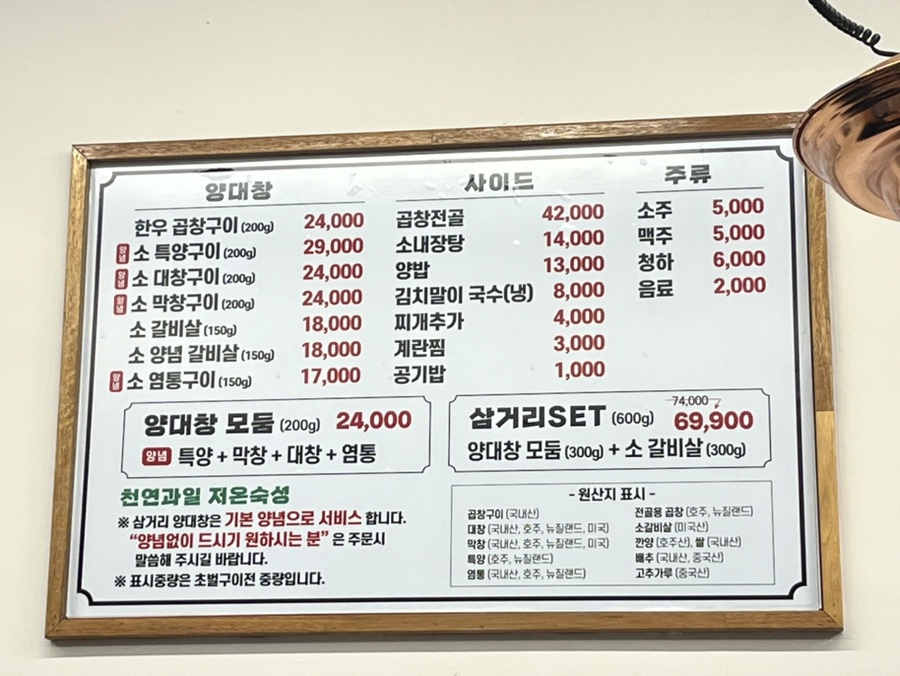 양대창
한우 곱창구이 (200g) 24,000
양념 소 특양구이 (200g) 29,000
양념 소 대창구이 (200g) 24,000
양념 소 막창구이 (200g) 24,000
소 갈비살 (150g) 18,000
소 양념 갈비살 (150g) 18,000
양념 소 염통구이 (150g) 17,000
사이드
곱창전골 42,000
소내장탕 14,000
양밥 13,000
김치말이 국수(냉) 8,000
찌개추가 4,000
계란찜 3,000
공기밥 1,000
주류
소주 5,000
맥주 5,000
청하 6,000
음료 2,000
양대창 모둠 (200g) 24,000
양념 특양 + 막창 + 대창 + 염통
74,000
삼거리SET (600g) 69,900
양대창 모둠 (300g) + 소 갈비살 (300g)
천연과일 저온숙성
※ 삼거리 양대창은 기본 양념으로 서비스 합니다.
“양념없이 드시기 원하시는 분” 은 주문시
말씀해 주시길 바랍니다.
※ 표시중량은 초벌구이전 중량입니다.
- 원산지 표시 -
곱창구이 (국내산)
대창 (국내산, 호주, 뉴질랜드, 미국)
막창 (국내산, 호주, 뉴질랜드, 미국)
특양 (호주, 뉴질랜드)
염통 (국내산, 호주, 뉴질랜드)
전골용 곱창 (호주, 뉴질랜드)
소갈비살 (미국산)
깐양 (호주산), 쌀 (국내산)
배추 (국내산, 중국산)
고추가루 (중국산)